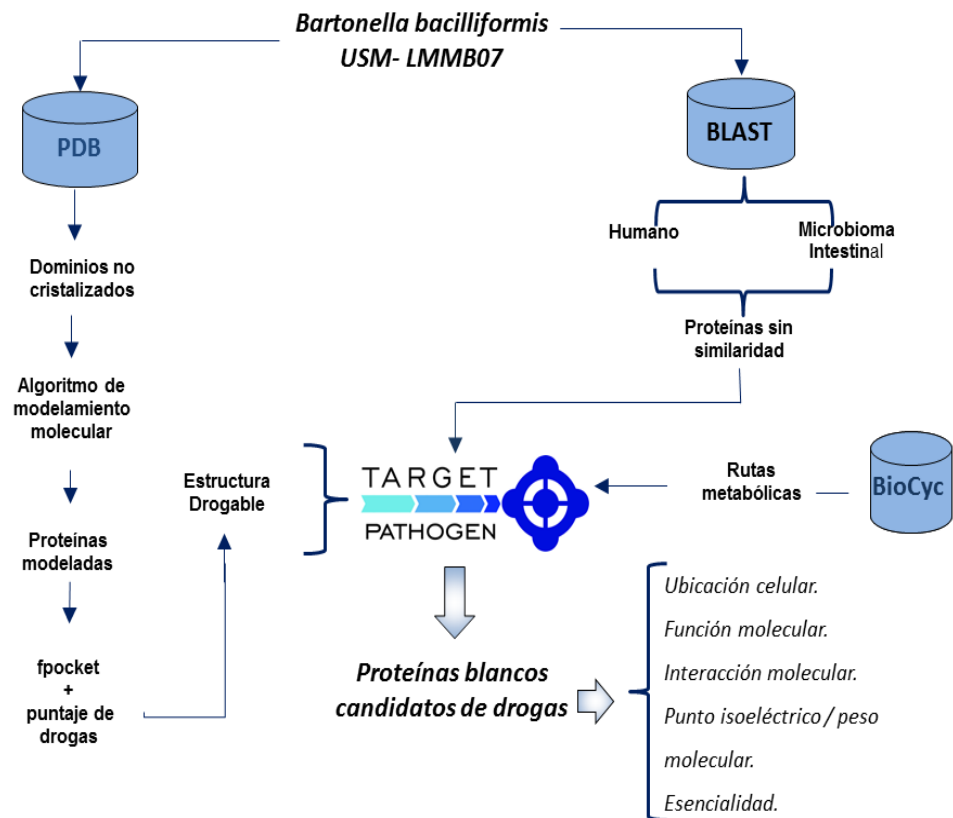 Bartonella bacilliformis
USM- LMMB07
PDB
BLAST
Humano
Microbioma
Intestinal
Dominios no
cristalizados
Proteínas sin
similaridad
Algoritmo de
modelamiento
molecular
Estructura
Drogable
TARGET
PATHOGEN
Rutas
metabólicas
BioCyc
Proteínas
modeladas
fpocket
+
puntaje de
drogas
Proteínas blancos
candidatos de drogas
Ubicación celular.
Función molecular.
Interacción molecular.
Punto isoeléctrico / peso
molecular.
Esencialidad.